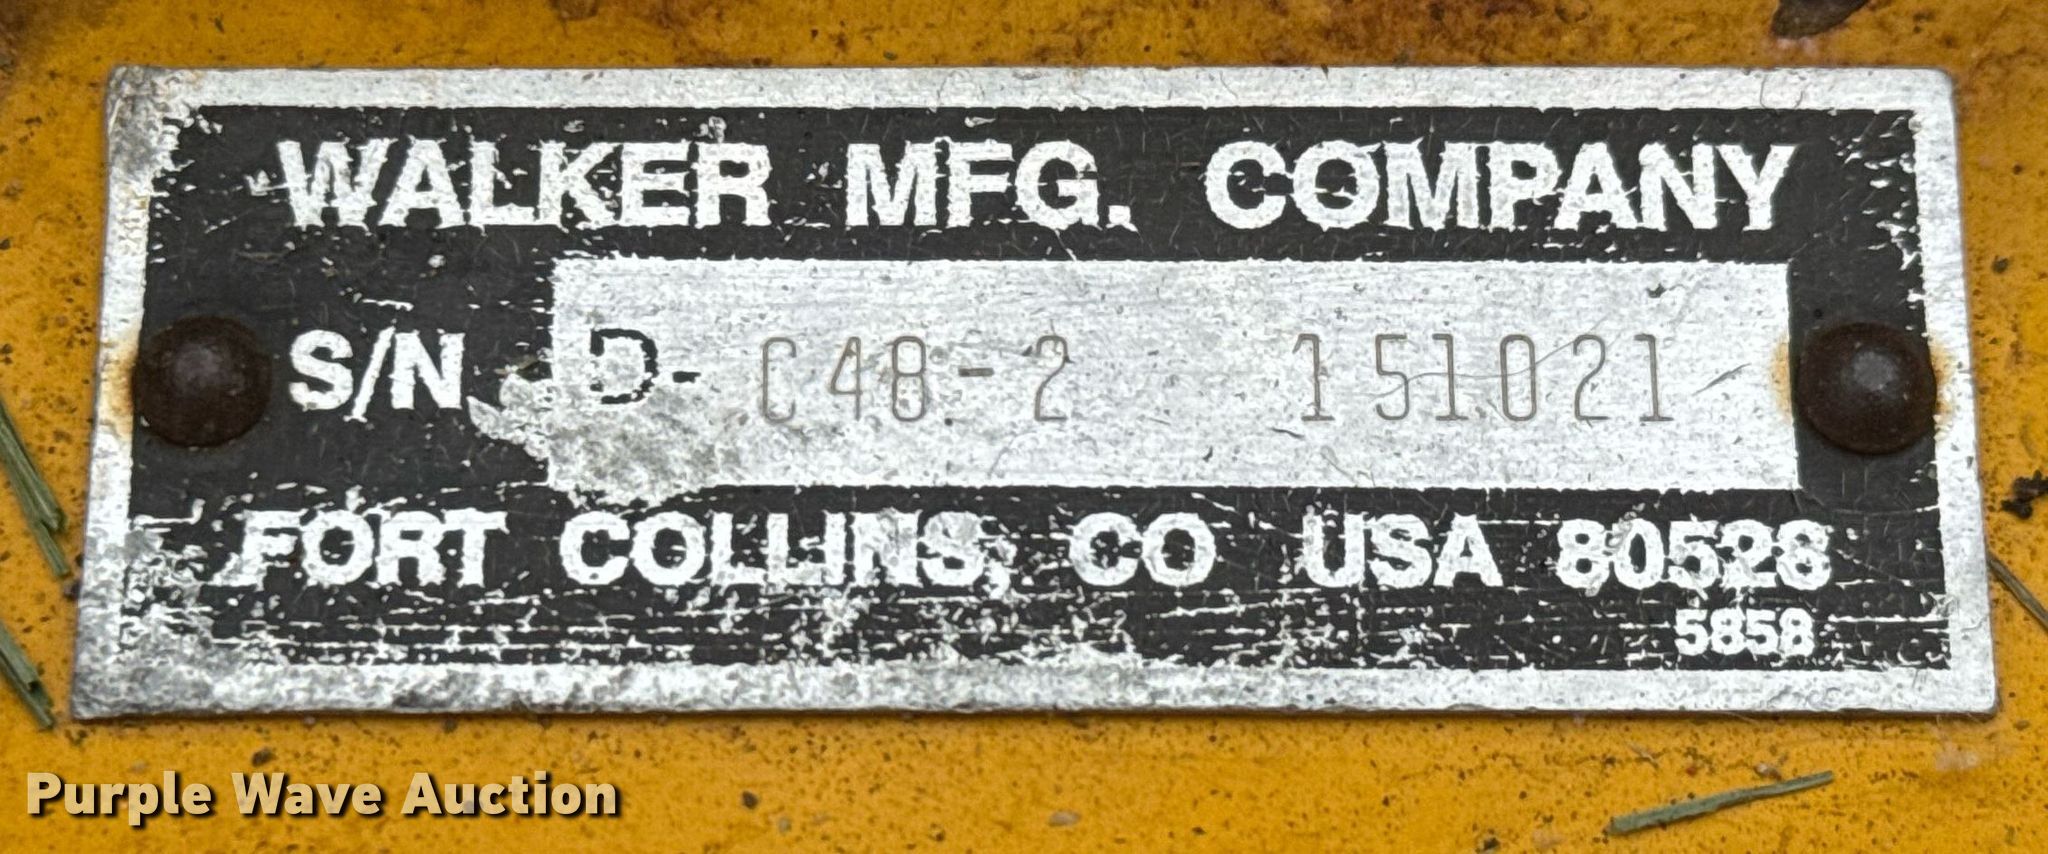 WALKER MFG. COMPANY
S/N D- C48-2 151021
FORT COLLINS, CO USA 80528
5858
Purple Wave Auction